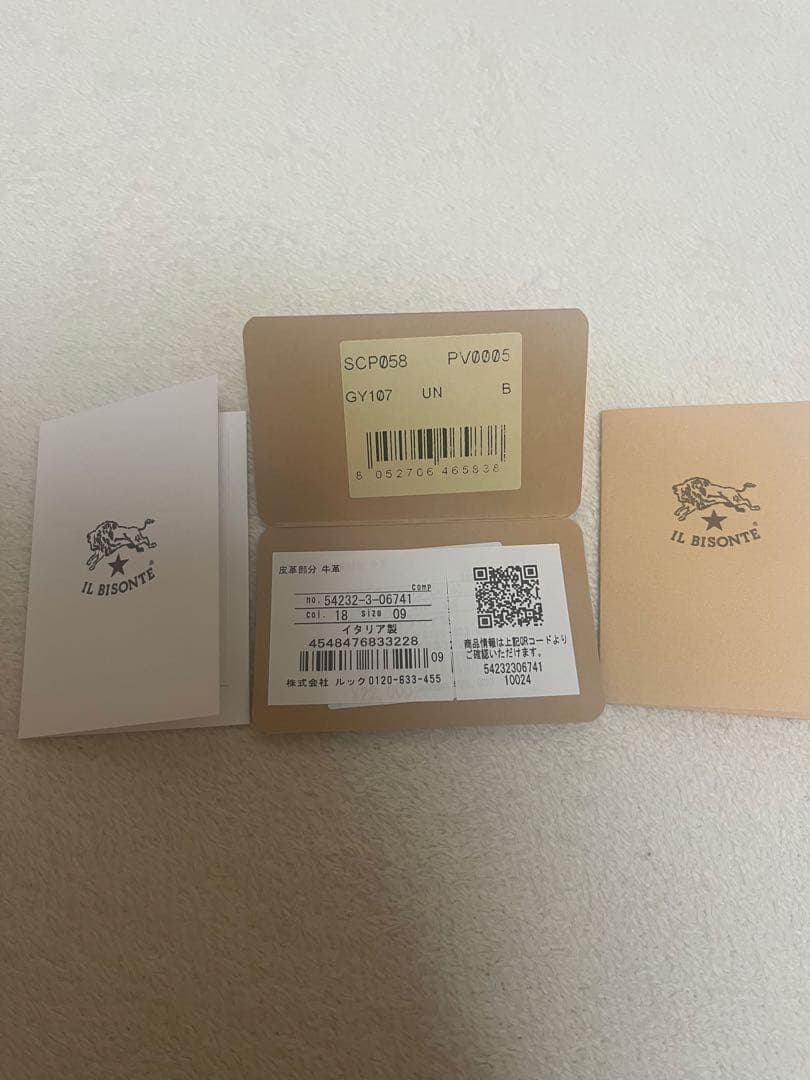 IL BISONTE®
SCP058 PV0005
GY107 UN B
8 052706 465838
皮革部分 牛革
Comp
no. 54232-3-06741
Col. 18 size 09
イタリア製
4548476833228
09
株式会社 ルック 0120-633-455
商品情報は上記QRコードより
ご確認いただけます。
54232306741
10024
IL BISONTE®